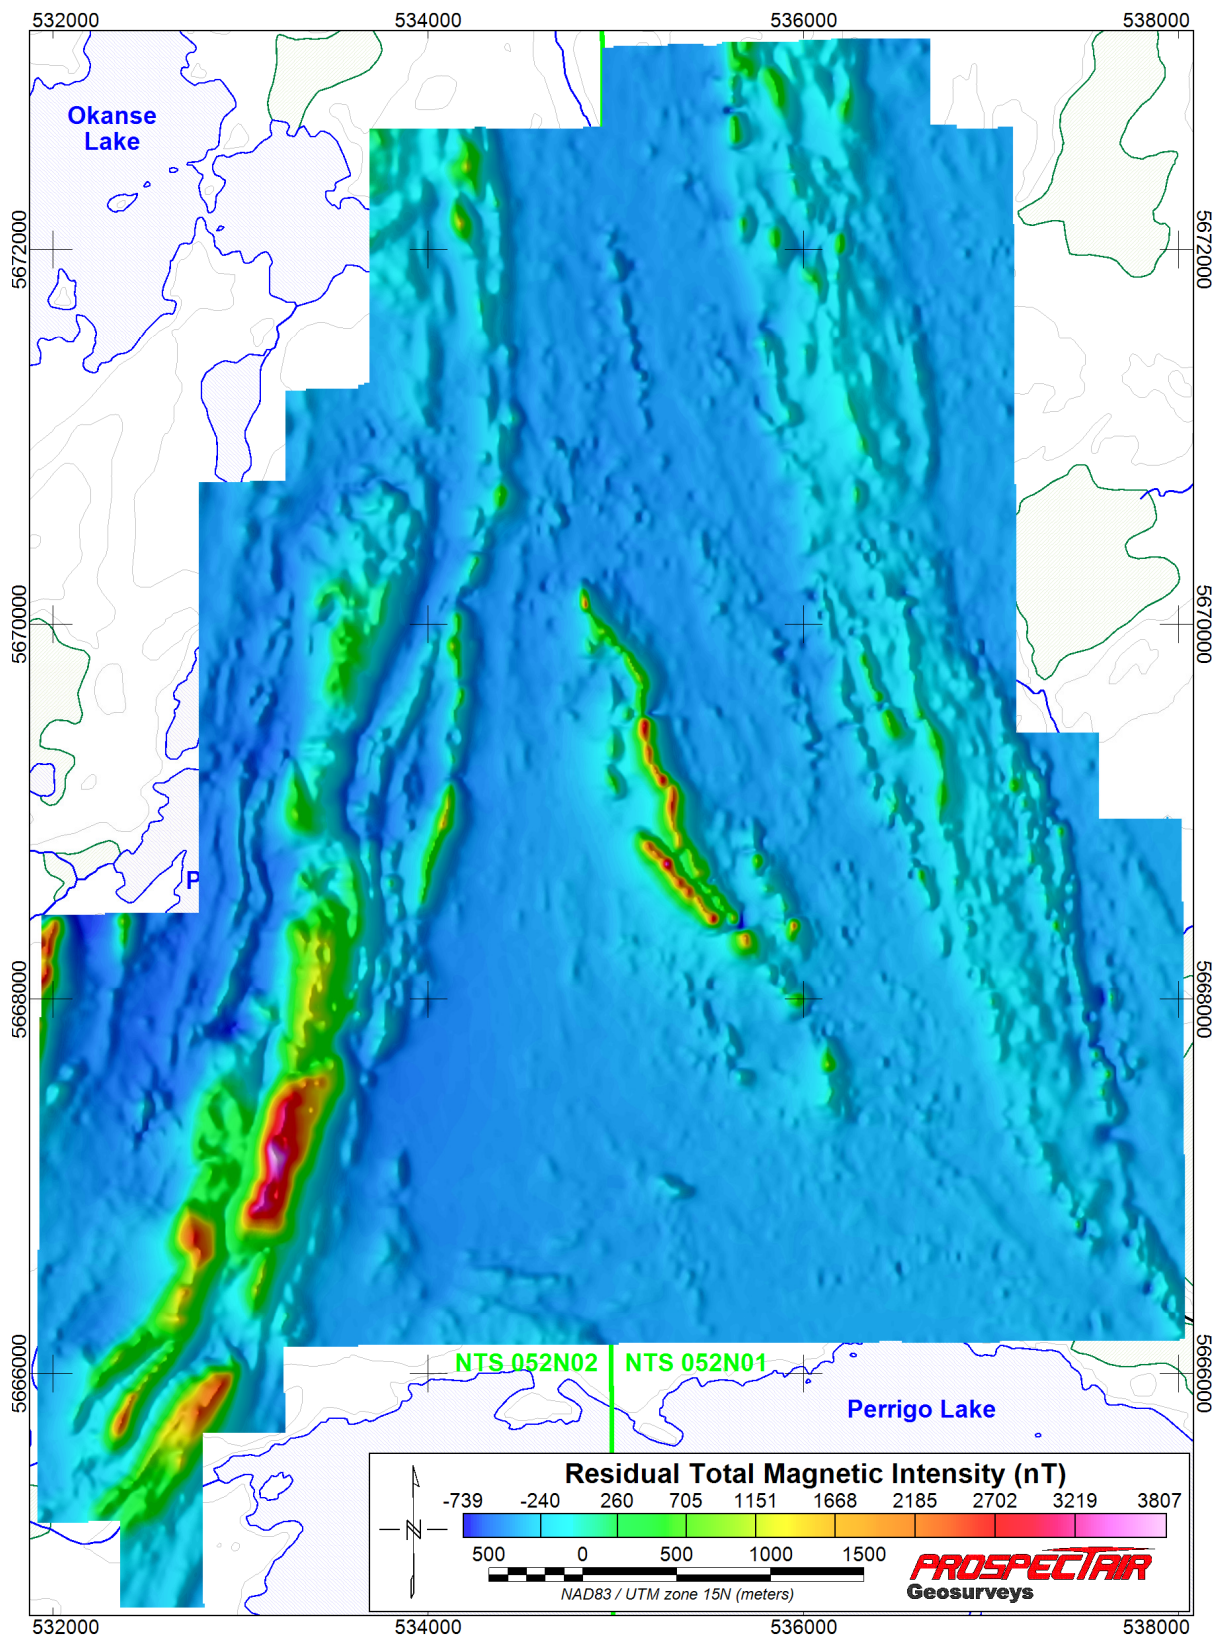 532000 534000 536000 538000
Okanse
Lake
5672000 5672000
5670000 5670000
P
5668000 5668000
5666000 5666000
NTS 052N02 NTS 052N01
Perrigo Lake
Residual Total Magnetic Intensity (nT)
-739 -240 260 705 1151 1668 2185 2702 3219 3807
N
500 0 500 1000 1500
NAD83 / UTM zone 15N (meters)
PROSPECTAIR
Geosurveys
532000 534000 536000 538000